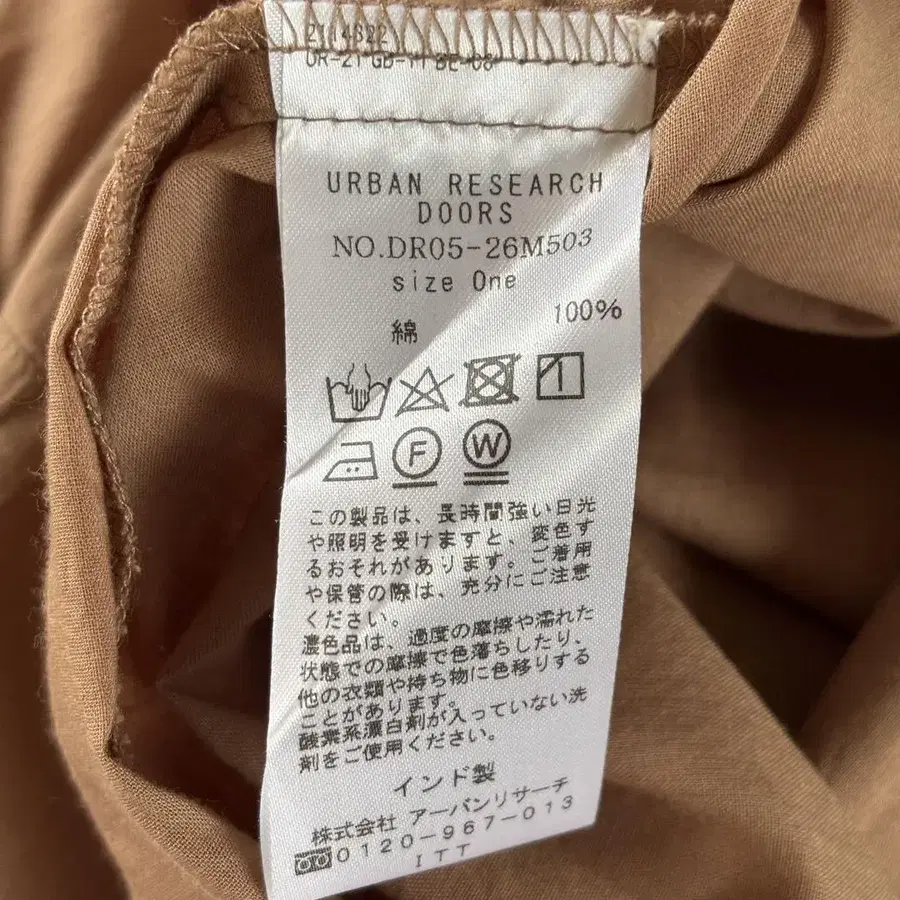 URBAN RESEARCH
DOORS
NO.DR05-26M503
size One
綿 100%
F W
この製品は、長時間強い日光
や照明を受けますと、変色す
るおそれがあります。ご着用
や保管の際は、充分にご注意
ください。
濃色品は、過度の摩擦や濡れた
状態での摩擦で色落ちしたり、
他の衣類や持ち物に色移りする
ことがあります。
酸素系漂白剤が入っていない洗
剤をご使用ください。
インド製
株式会社 アーバンリサーチ
0120-967-013
ITT